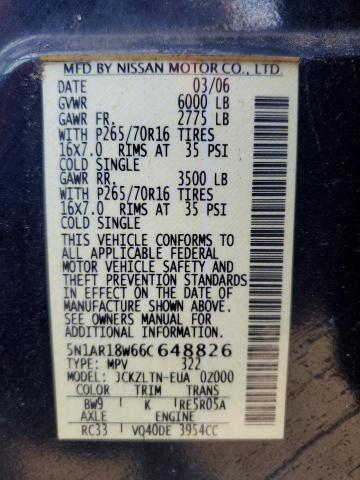 MFD BY NISSAN MOTOR CO., LTD.
DATE 03/06
GVWR 6000 LB
GAWR FR. 2775 LB
WITH P265/70R16 TIRES
16X7.0 RIMS AT 35 PSI
COLD SINGLE
GAWR RR. 3500 LB
WITH P265/70R16 TIRES
16X7.0 RIMS AT 35 PSI
COLD SINGLE
THIS VEHICLE CONFORMS TO
ALL APPLICABLE FEDERAL
MOTOR VEHICLE SAFETY AND
THEFT PREVENTION STANDARDS
IN EFFECT ON THE DATE OF
MANUFACTURE SHOWN ABOVE.
SEE OWNERS MANUAL FOR
ADDITIONAL INFORMATION.
5N1AR18W66C648826
TYPE: MPV 322
MODEL: JCKZLTN-EUA 0Z000
COLOR TRIM TRANS
BW9 K RE5R05A
AXLE ENGINE
RC33 VQ40DE 3954CC